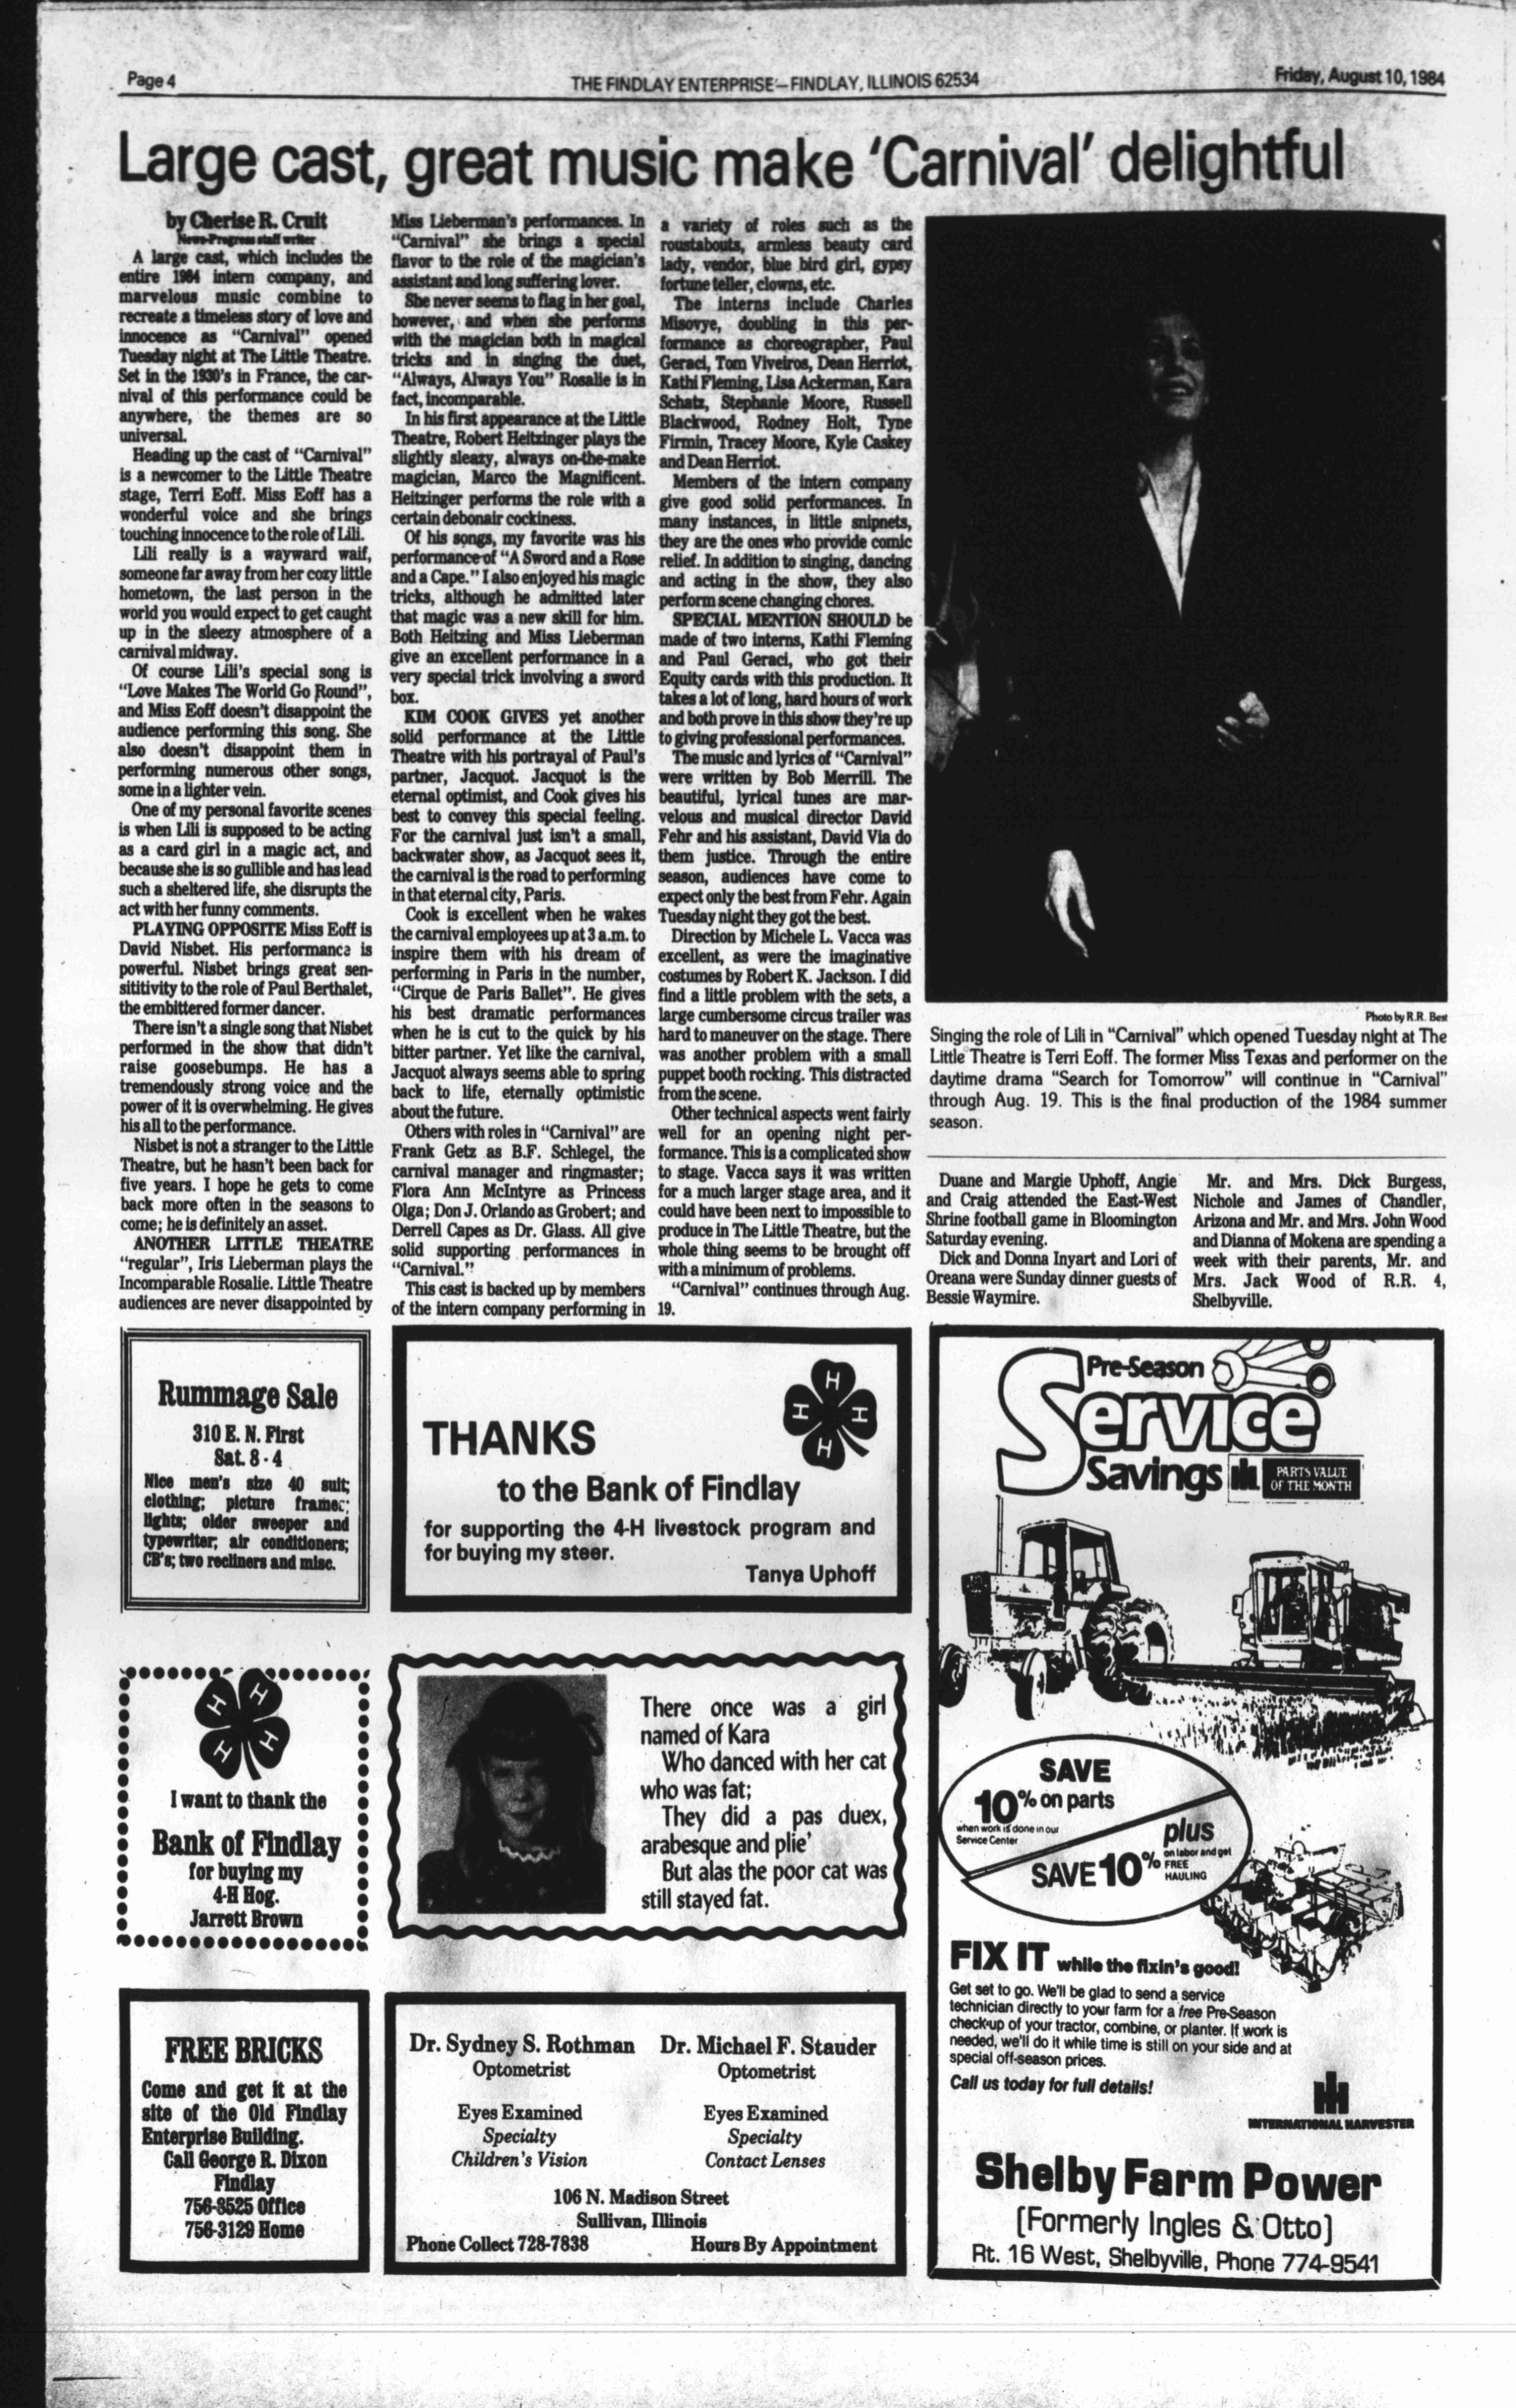 Page 4
THE FINDLAY ENTERPRISE - FINDLAY, ILLINOIS 62534
Friday, August 10, 1984
Large cast, great music make 'Carnival' delightful
by Cherise R. Cruit
News-Progress staff writer
A large cast, which includes the
entire 1984 intern company, and
marvelous music combine to
recreate a timeless story of love and
innocence as "Carnival" opened
Tuesday night at The Little Theatre.
Set in the 1930's in France, the car-
nival of this performance could be
anywhere, the themes are so
universal.
Heading up the cast of "Carnival"
is a newcomer to the Little Theatre
stage, Terri Eoff. Miss Eoff has a
wonderful voice and she brings
touching innocence to the role of Lili.
Lili really is a wayward waif,
someone far away from her cozy little
hometown, the last person in the
world you would expect to get caught
up in the sleezy atmosphere of a
carnival midway.
Of course Lili's special song is
"Love Makes The World Go Round",
and Miss Eoff doesn't disappoint the
audience performing this song. She
also doesn't disappoint them in
performing numerous other songs,
some in a lighter vein.
One of my personal favorite scenes
is when Lili is supposed to be acting
as a card girl in a magic act, and
because she is so gullible and has lead
such a sheltered life, she disrupts the
act with her funny comments.
PLAYING OPPOSITE Miss Eoff is
David Nisbet. His performance is
powerful. Nisbet brings great sen-
sititivity to the role of Paul Berthalet,
the embittered former dancer.
There isn't a single song that Nisbet
performed in the show that didn't
raise goosebumps. He has a
tremendously strong voice and the
power of it is overwhelming. He gives
his all to the performance.
Nisbet is not a stranger to the Little
Theatre, but he hasn't been back for
five years. I hope he gets to come
back more often in the seasons to
come; he is definitely an asset.
ANOTHER LITTLE THEATRE
"regular", Iris Lieberman plays the
Incomparable Rosalie. Little Theatre
audiences are never disappointed by
Miss Lieberman's performances. In
"Carnival" she brings a special
flavor to the role of the magician's
assistant and long suffering lover.
She never seems to flag in her goal,
however, and when she performs
with the magician both in magical
tricks and in singing the duet,
"Always, Always You" Rosalie is in
fact, incomparable.
In his first appearance at the Little
Theatre, Robert Heitzinger plays the
slightly sleazy, always on-the-make
magician, Marco the Magnificent.
Heitzinger performs the role with a
certain debonair cockiness.
Of his songs, my favorite was his
performance of "A Sword and a Rose
and a Cape." I also enjoyed his magic
tricks, although he admitted later
that magic was a new skill for him.
Both Heitzing and Miss Lieberman
give an excellent performance in a
very special trick involving a sword
box.
KIM COOK GIVES yet another
solid performance at the Little
Theatre with his portrayal of Paul's
partner, Jacquot. Jacquot is the
eternal optimist, and Cook gives his
best to convey this special feeling.
For the carnival just isn't a small,
backwater show, as Jacquot sees it,
the carnival is the road to performing
in that eternal city, Paris.
Cook is excellent when he wakes
the carnival employees up at 3 a.m. to
inspire them with his dream of
performing in Paris in the number,
"Cirque de Paris Ballet". He gives
his best dramatic performances
when he is cut to the quick by his
bitter partner. Yet like the carnival,
Jacquot always seems able to spring
back to life, eternally optimistic
about the future.
Others with roles in "Carnival" are
Frank Getz as B.F. Schlegel, the
carnival manager and ringmaster;
Flora Ann McIntyre as Princess
Olga; Don J. Orlando as Grobert; and
Derrell Capes as Dr. Glass. All give
solid supporting performances in
"Carnival."
This cast is backed up by members
of the intern company performing in
a variety of roles such as the
roustabouts, armless beauty card
lady, vendor, blue bird girl, gypsy
fortune teller, clowns, etc.
The interns include Charles
Misovye, doubling in this per-
formance as choreographer, Paul
Geraci, Tom Viveiros, Dean Herriot,
Kathi Fleming, Lisa Ackerman, Kara
Schatz, Stephanie Moore, Russell
Blackwood, Rodney Holt, Tyne
Firmin, Tracey Moore, Kyle Caskey
and Dean Herriot.
Members of the intern company
give good solid performances. In
many instances, in little snipnets,
they are the ones who provide comic
relief. In addition to singing, dancing
and acting in the show, they also
perform scene changing chores.
SPECIAL MENTION SHOULD be
made of two interns, Kathi Fleming
and Paul Geraci, who got their
Equity cards with this production. It
takes a lot of long, hard hours of work
and both prove in this show they're up
to giving professional performances.
The music and lyrics of "Carnival"
were written by Bob Merrill. The
beautiful, lyrical tunes are mar-
velous and musical director David
Fehr and his assistant, David Via do
them justice. Through the entire
season, audiences have come to
expect only the best from Fehr. Again
Tuesday night they got the best.
Direction by Michele L. Vacca was
excellent, as were the imaginative
costumes by Robert K. Jackson. I did
find a little problem with the sets, a
large cumbersome circus trailer was
hard to maneuver on the stage. There
was another problem with a small
puppet booth rocking. This distracted
from the scene.
Other technical aspects went fairly
well for an opening night per-
formance. This is a complicated show
to stage. Vacca says it was written
for a much larger stage area, and it
could have been next to impossible to
produce in The Little Theatre, but the
whole thing seems to be brought off
with a minimum of problems.
"Carnival" continues through Aug.
19.
Photo by R.R. Best
Singing the role of Lili in "Carnival" which opened Tuesday night at The
Little Theatre is Terri Eoff. The former Miss Texas and performer on the
daytime drama "Search for Tomorrow" will continue in "Carnival"
through Aug. 19. This is the final production of the 1984 summer
season.
Duane and Margie Uphoff, Angie
and Craig attended the East-West
Shrine football game in Bloomington
Saturday evening.
Dick and Donna Inyart and Lori of
Oreana were Sunday dinner guests of
Bessie Waymire.
Mr. and Mrs. Dick Burgess,
Nichole and James of Chandler,
Arizona and Mr. and Mrs. John Wood
and Dianna of Mokena are spending a
week with their parents, Mr. and
Mrs. Jack Wood of R.R. 4,
Shelbyville.
Rummage Sale
310 E. N. First
Sat. 8 - 4
Nice men's size 40 suit;
clothing; picture frames;
lights; older sweeper and
typewriter; air conditioners;
CB's; two recliners and misc.
H
H H
H
THANKS
to the Bank of Findlay
for supporting the 4-H livestock program and
for buying my steer.
Tanya Uphoff
H H
H H
I want to thank the
Bank of Findlay
for buying my
4-H Hog.
Jarrett Brown
There once was a girl
named of Kara
Who danced with her cat
who was fat;
They did a pas duex,
arabesque and plie'
But alas the poor cat was
still stayed fat.
FREE BRICKS
Come and get it at the
site of the Old Findlay
Enterprise Building.
Call George R. Dixon
Findlay
756-8525 Office
756-3129 Home
Dr. Sydney S. Rothman
Optometrist
Eyes Examined
Specialty
Children's Vision
Dr. Michael F. Stauder
Optometrist
Eyes Examined
Specialty
Contact Lenses
106 N. Madison Street
Sullivan, Illinois
Phone Collect 728-7838
Hours By Appointment
Pre-Season
Service
Savings
PARTS VALUE
OF THE MONTH
SAVE
10% on parts
when work is done in our
Service Center
plus
SAVE 10% on labor and get
FREE
HAULING
FIX IT while the fixin's good!
Get set to go. We'll be glad to send a service
technician directly to your farm for a free Pre-Season
check-up of your tractor, combine, or planter. If work is
needed, we'll do it while time is still on your side and at
special off-season prices.
Call us today for full details!
INTERNATIONAL HARVESTER
Shelby Farm Power
(Formerly Ingles & Otto)
Rt. 16 West, Shelbyville, Phone 774-9541